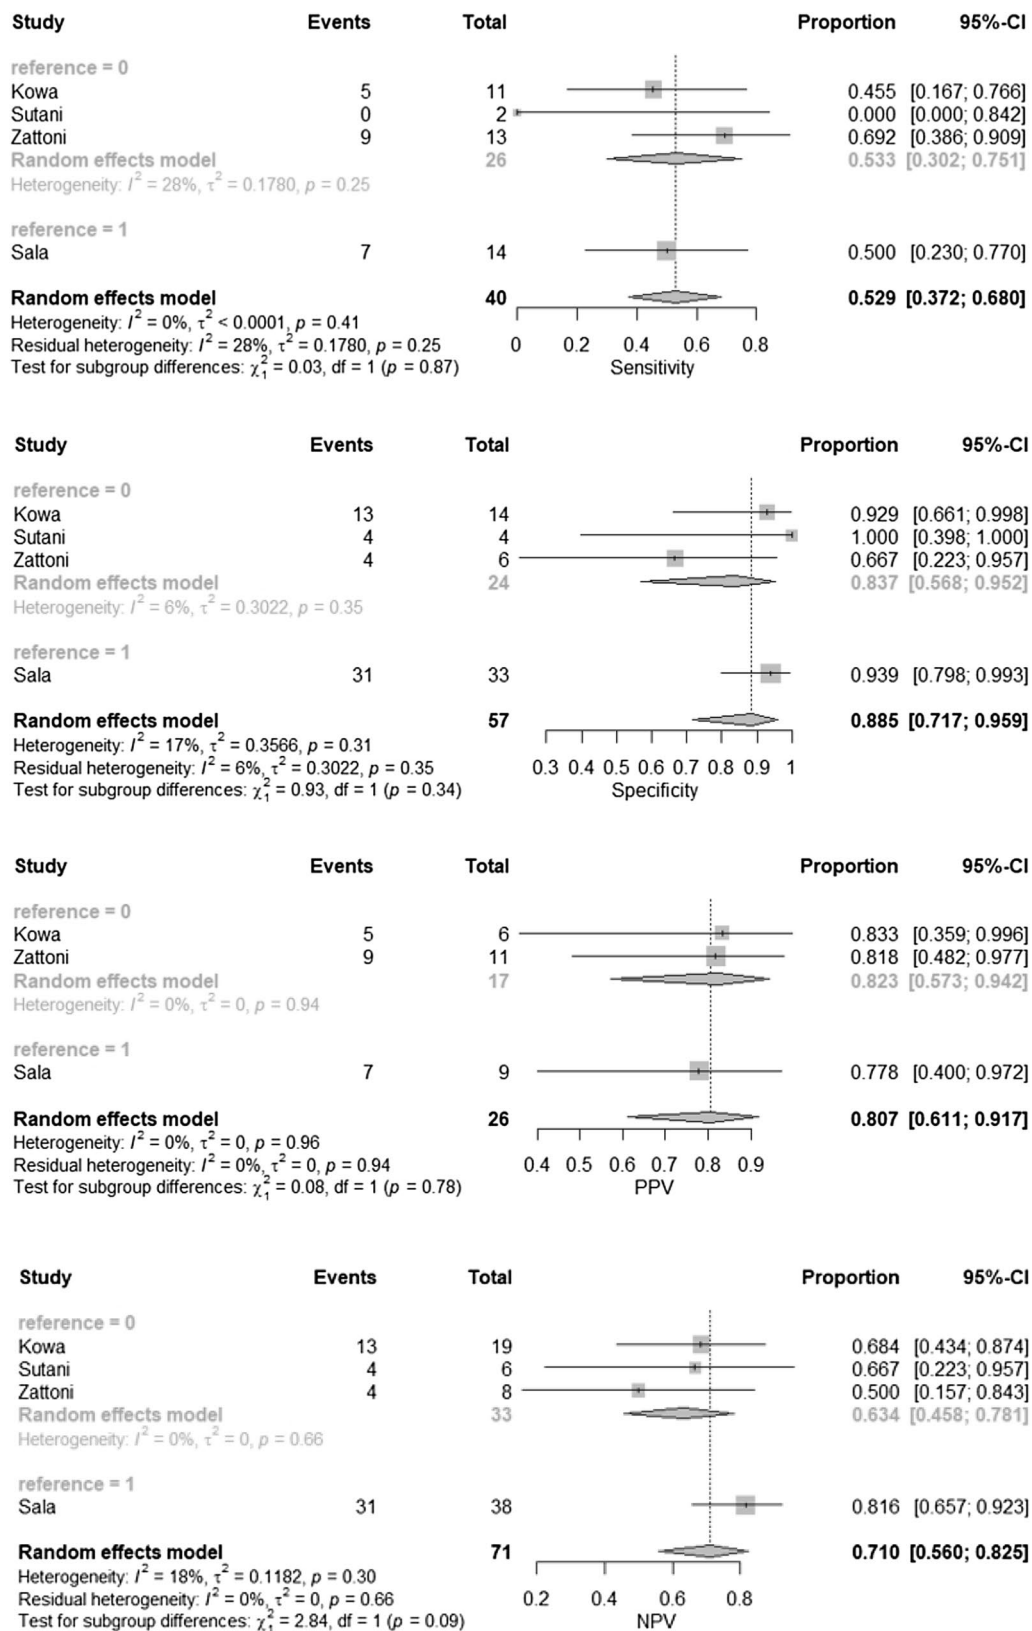 Study Events Total Proportion 95%-CI
reference = 0
Kowa 5 11 0.455 [0.167; 0.766]
Sutani 0 2 0.000 [0.000; 0.842]
Zattoni 9 13 0.692 [0.386; 0.909]
Random effects model 26 0.533 [0.302; 0.751]
Heterogeneity: I² = 28%, τ² = 0.1780, p = 0.25
reference = 1
Sala 7 14 0.500 [0.230; 0.770]
Random effects model 40 0.529 [0.372; 0.680]
Heterogeneity: I² = 0%, τ² < 0.0001, p = 0.41
Residual heterogeneity: I² = 28%, τ² = 0.1780, p = 0.25
0 0.2 0.4 0.6 0.8
Test for subgroup differences: χ²₁ = 0.03, df = 1 (p = 0.87)
Sensitivity
Study Events Total Proportion 95%-CI
reference = 0
Kowa 13 14 0.929 [0.661; 0.998]
Sutani 4 4 1.000 [0.398; 1.000]
Zattoni 4 6 0.667 [0.223; 0.957]
Random effects model 24 0.837 [0.568; 0.952]
Heterogeneity: I² = 6%, τ² = 0.3022, p = 0.35
reference = 1
Sala 31 33 0.939 [0.798; 0.993]
Random effects model 57 0.885 [0.717; 0.959]
Heterogeneity: I² = 17%, τ² = 0.3566, p = 0.31
Residual heterogeneity: I² = 6%, τ² = 0.3022, p = 0.35
0.3 0.4 0.5 0.6 0.7 0.8 0.9 1
Test for subgroup differences: χ²₁ = 0.93, df = 1 (p = 0.34)
Specificity
Study Events Total Proportion 95%-CI
reference = 0
Kowa 5 6 0.833 [0.359; 0.996]
Zattoni 9 11 0.818 [0.482; 0.977]
Random effects model 17 0.823 [0.573; 0.942]
Heterogeneity: I² = 0%, τ² = 0, p = 0.94
reference = 1
Sala 7 9 0.778 [0.400; 0.972]
Random effects model 26 0.807 [0.611; 0.917]
Heterogeneity: I² = 0%, τ² = 0, p = 0.96
Residual heterogeneity: I² = 0%, τ² = 0, p = 0.94
0.4 0.5 0.6 0.7 0.8 0.9
Test for subgroup differences: χ²₁ = 0.08, df = 1 (p = 0.78)
PPV
Study Events Total Proportion 95%-CI
reference = 0
Kowa 13 19 0.684 [0.434; 0.874]
Sutani 4 6 0.667 [0.223; 0.957]
Zattoni 4 8 0.500 [0.157; 0.843]
Random effects model 33 0.634 [0.458; 0.781]
Heterogeneity: I² = 0%, τ² = 0, p = 0.66
reference = 1
Sala 31 38 0.816 [0.657; 0.923]
Random effects model 71 0.710 [0.560; 0.825]
Heterogeneity: I² = 18%, τ² = 0.1182, p = 0.30
Residual heterogeneity: I² = 0%, τ² = 0, p = 0.66
0.2 0.4 0.6 0.8
Test for subgroup differences: χ²₁ = 2.84, df = 1 (p = 0.09)
NPV